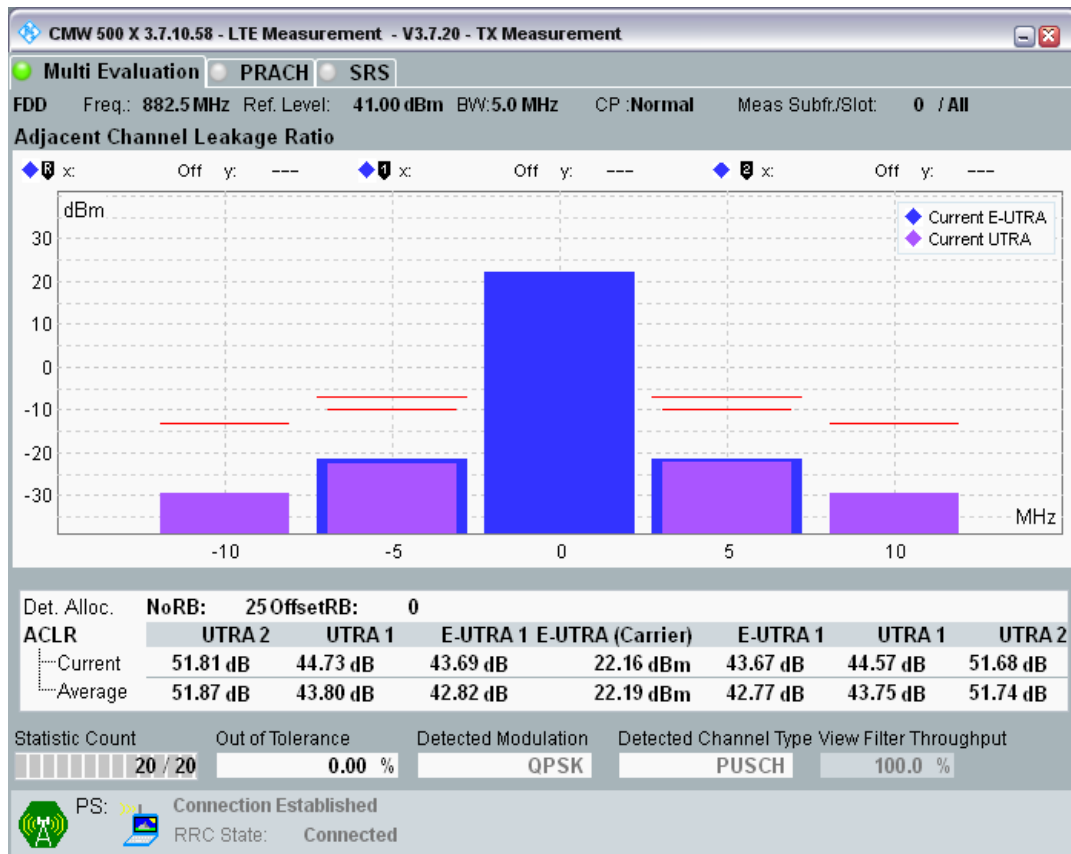 CMW 500 X 3.7.10.58 - LTE Measurement - V3.7.20 - TX Measurement
Multi Evaluation PRACH SRS
FDD Freq.: 882.5 MHz Ref. Level: 41.00 dBm BW:5.0 MHz CP :Normal Meas Subfr./Slot: 0 / All
Adjacent Channel Leakage Ratio
R x: Off y: --- 1 x: Off y: --- 2 x: Off y: ---
dBm
Current E-UTRA
Current UTRA
30
20
10
0
-10
-20
-30
MHz
-10 -5 0 5 10
Det. Alloc. NoRB: 25 OffsetRB: 0
ACLR UTRA 2 UTRA 1 E-UTRA 1 E-UTRA (Carrier) E-UTRA 1 UTRA 1 UTRA 2
Current 51.81 dB 44.73 dB 43.69 dB 22.16 dBm 43.67 dB 44.57 dB 51.68 dB
Average 51.87 dB 43.80 dB 42.82 dB 22.19 dBm 42.77 dB 43.75 dB 51.74 dB
Statistic Count Out of Tolerance Detected Modulation Detected Channel Type View Filter Throughput
20 / 20 0.00 % QPSK PUSCH 100.0 %
PS: Connection Established
RRC State: Connected